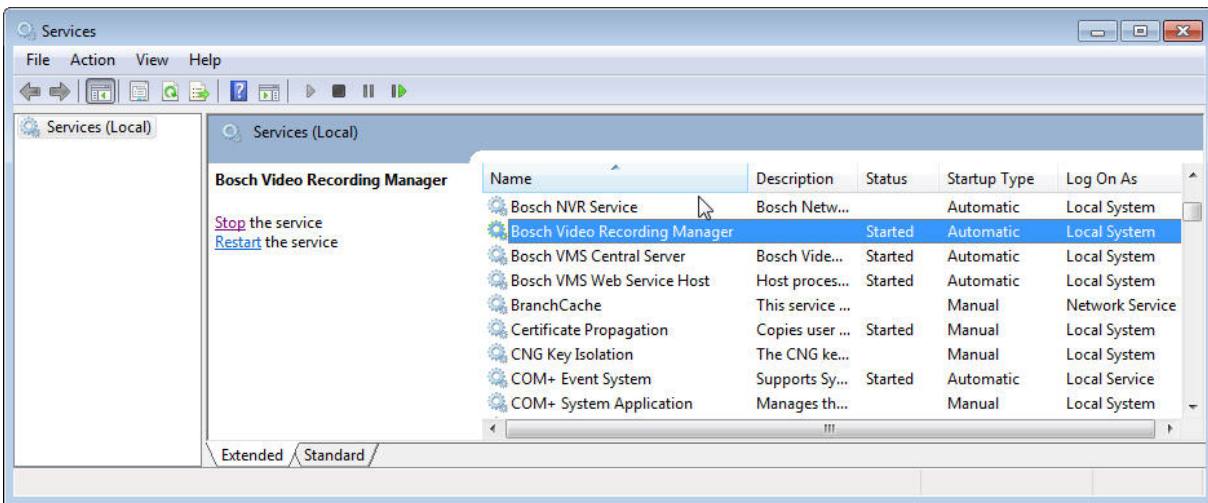 Services
File Action View Help
Services (Local)
Services (Local)
Bosch Video Recording Manager
Stop the service
Restart the service
Name Description Status Startup Type Log On As
Bosch NVR Service Bosch Netw... Automatic Local System
Bosch Video Recording Manager Started Automatic Local System
Bosch VMS Central Server Bosch Vide... Started Automatic Local System
Bosch VMS Web Service Host Host proces... Started Automatic Local System
BranchCache This service ... Manual Network Service
Certificate Propagation Copies user ... Started Manual Local System
CNG Key Isolation The CNG ke... Manual Local System
COM+ Event System Supports Sy... Started Automatic Local Service
COM+ System Application Manages th... Manual Local System
Extended Standard